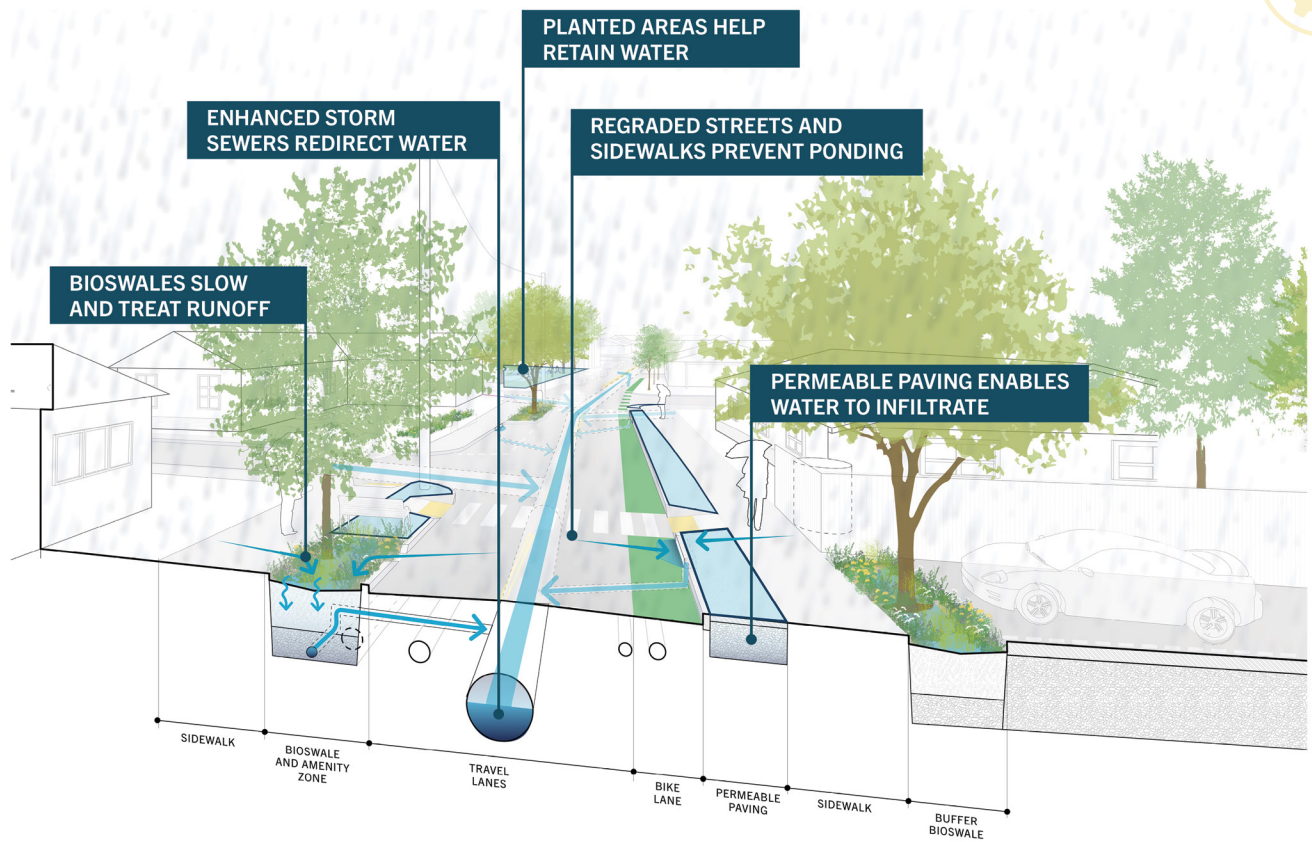 PLANTED AREAS HELP
RETAIN WATER
ENHANCED STORM
SEWERS REDIRECT WATER
REGRADED STREETS AND
SIDEWALKS PREVENT PONDING
BIOSWALES SLOW
AND TREAT RUNOFF
PERMEABLE PAVING ENABLES
WATER TO INFILTRATE
SIDEWALK
BIOSWALE
AND AMENITY
ZONE
TRAVEL
LANES
BIKE
LANE
PERMEABLE
PAVING
SIDEWALK
BUFFER
BIOSWALE